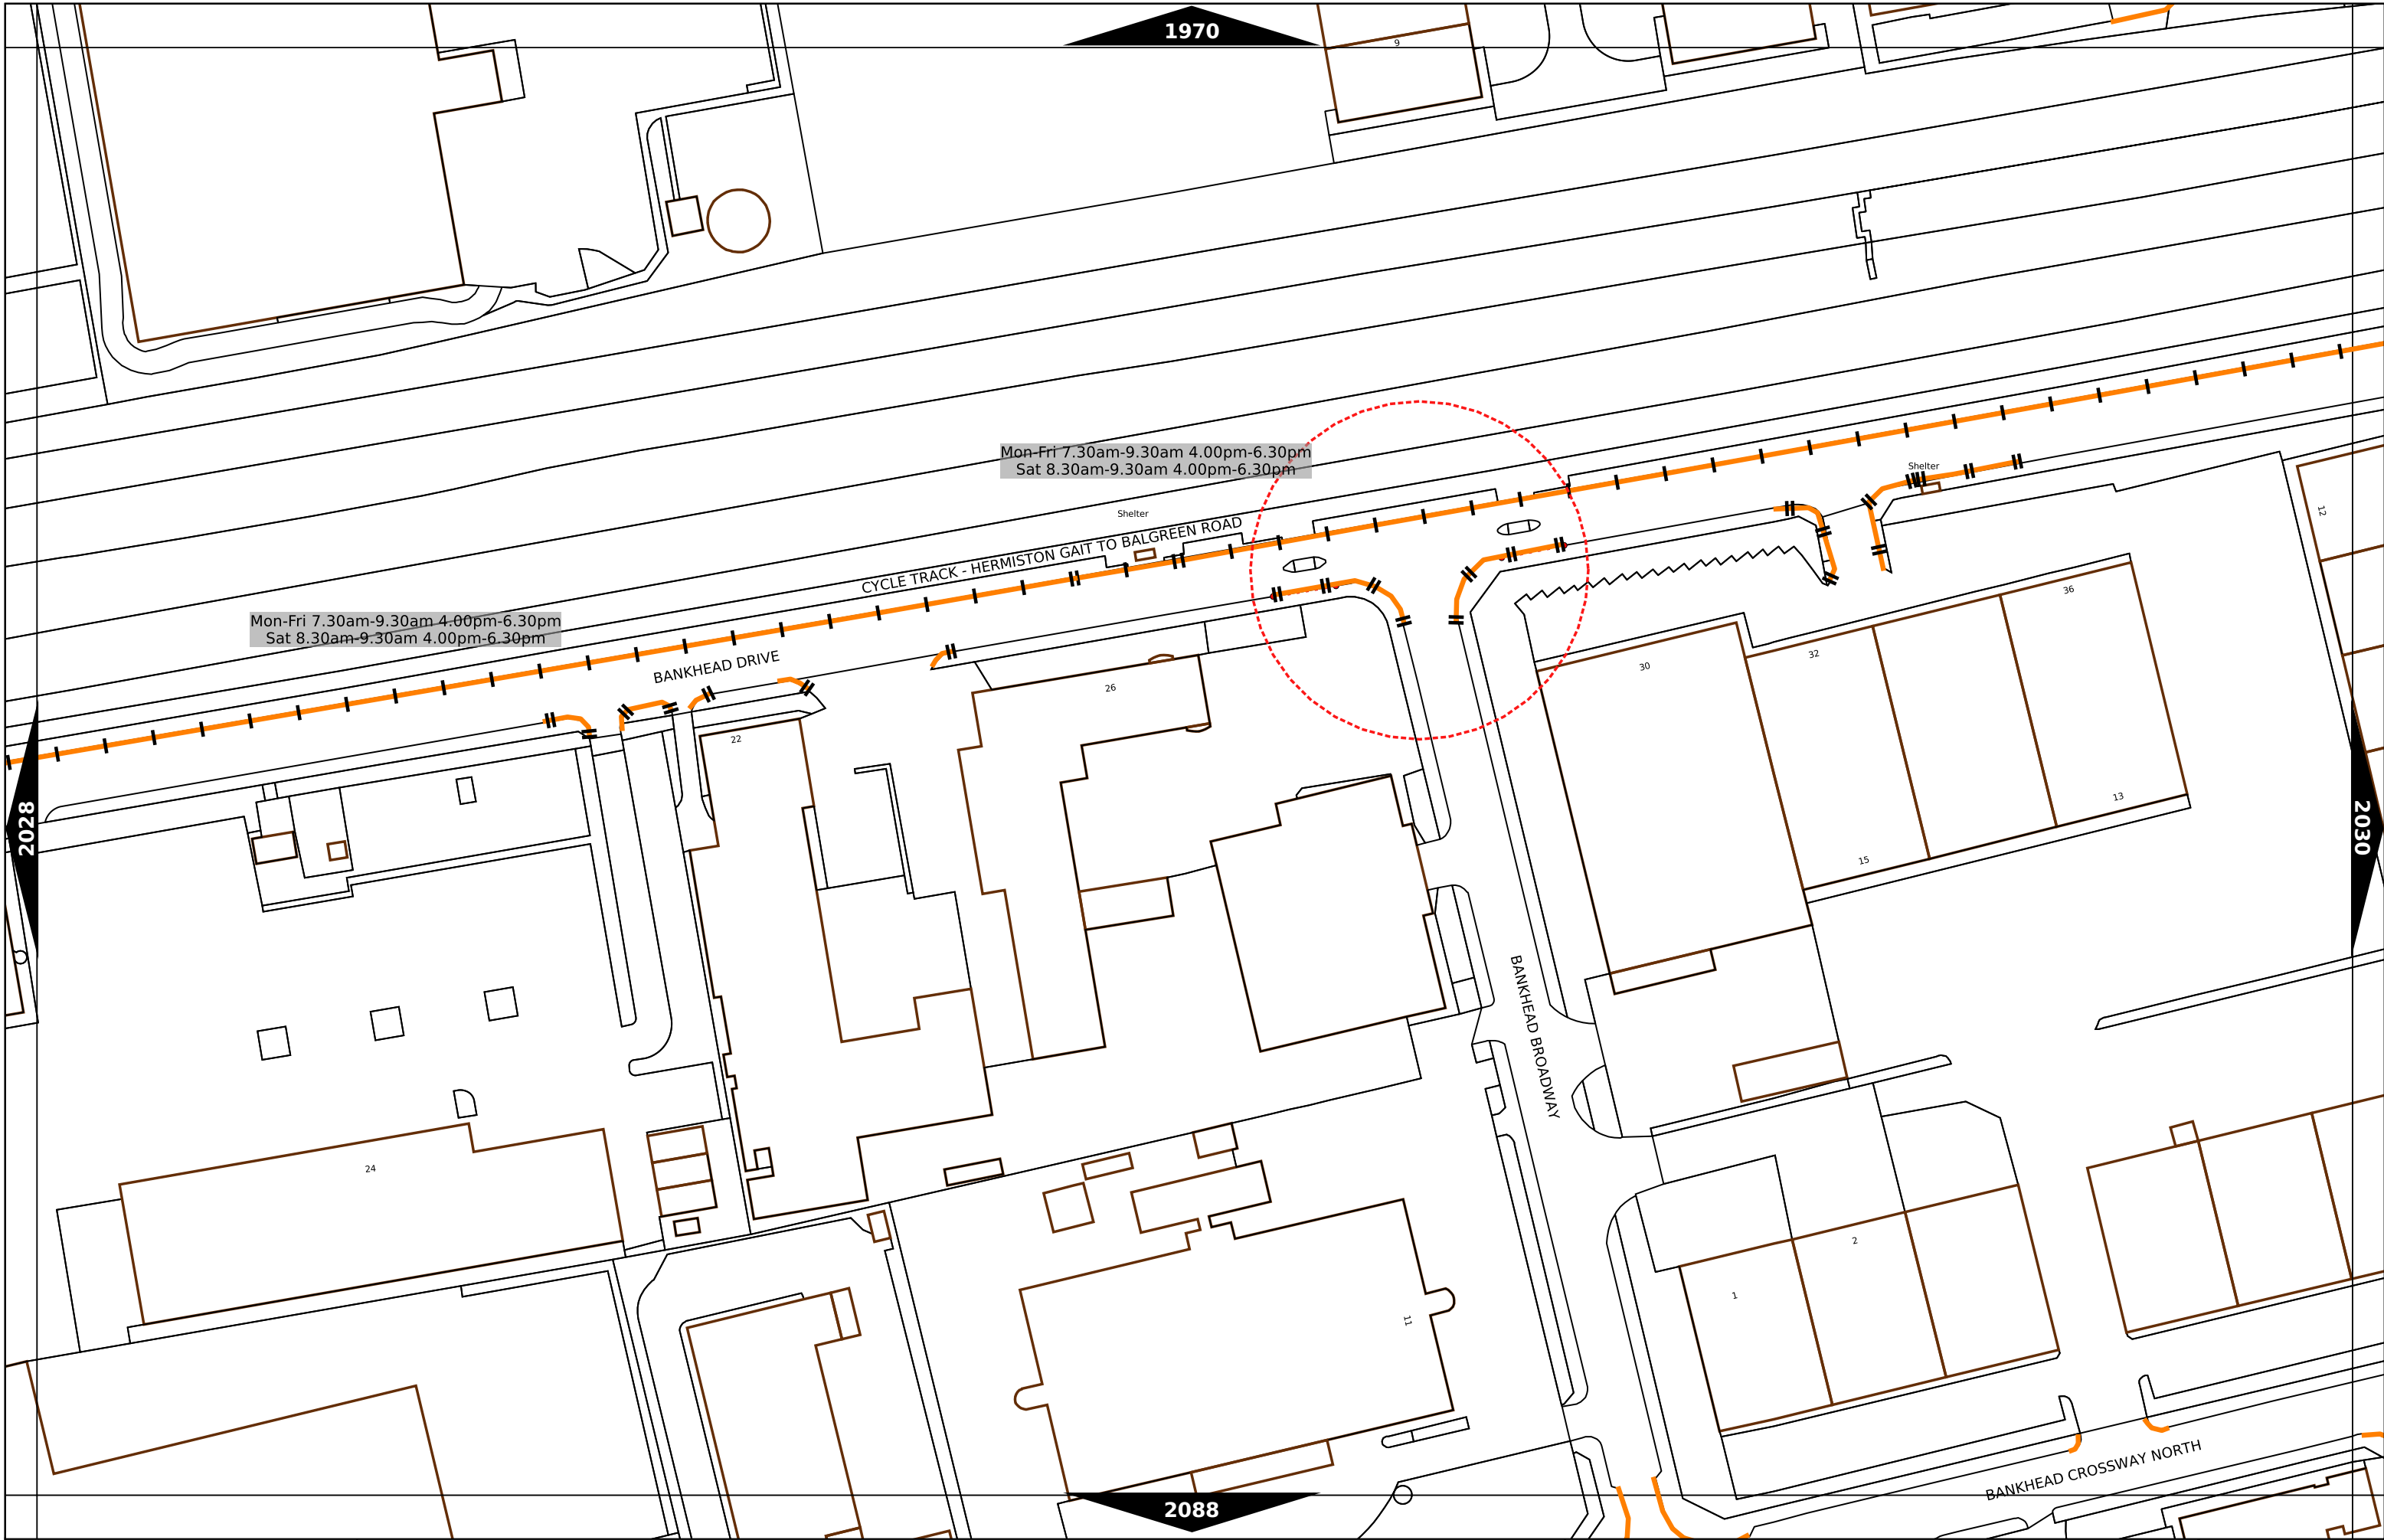 1970
9
Mon-Fri 7.30am-9.30am 4.00pm-6.30pm
Sat 8.30am-9.30am 4.00pm-6.30pm
Shelter
Shelter
12
CYCLE TRACK - HERMISTON GAIT TO BALGREEN ROAD
Mon-Fri 7.30am-9.30am 4.00pm-6.30pm
Sat 8.30am-9.30am 4.00pm-6.30pm
BANKHEAD DRIVE
36
32
30
26
22
13
2028
2030
15
BANKHEAD BROADWAY
24
2
1
11
BANKHEAD CROSSWAY NORTH
2088